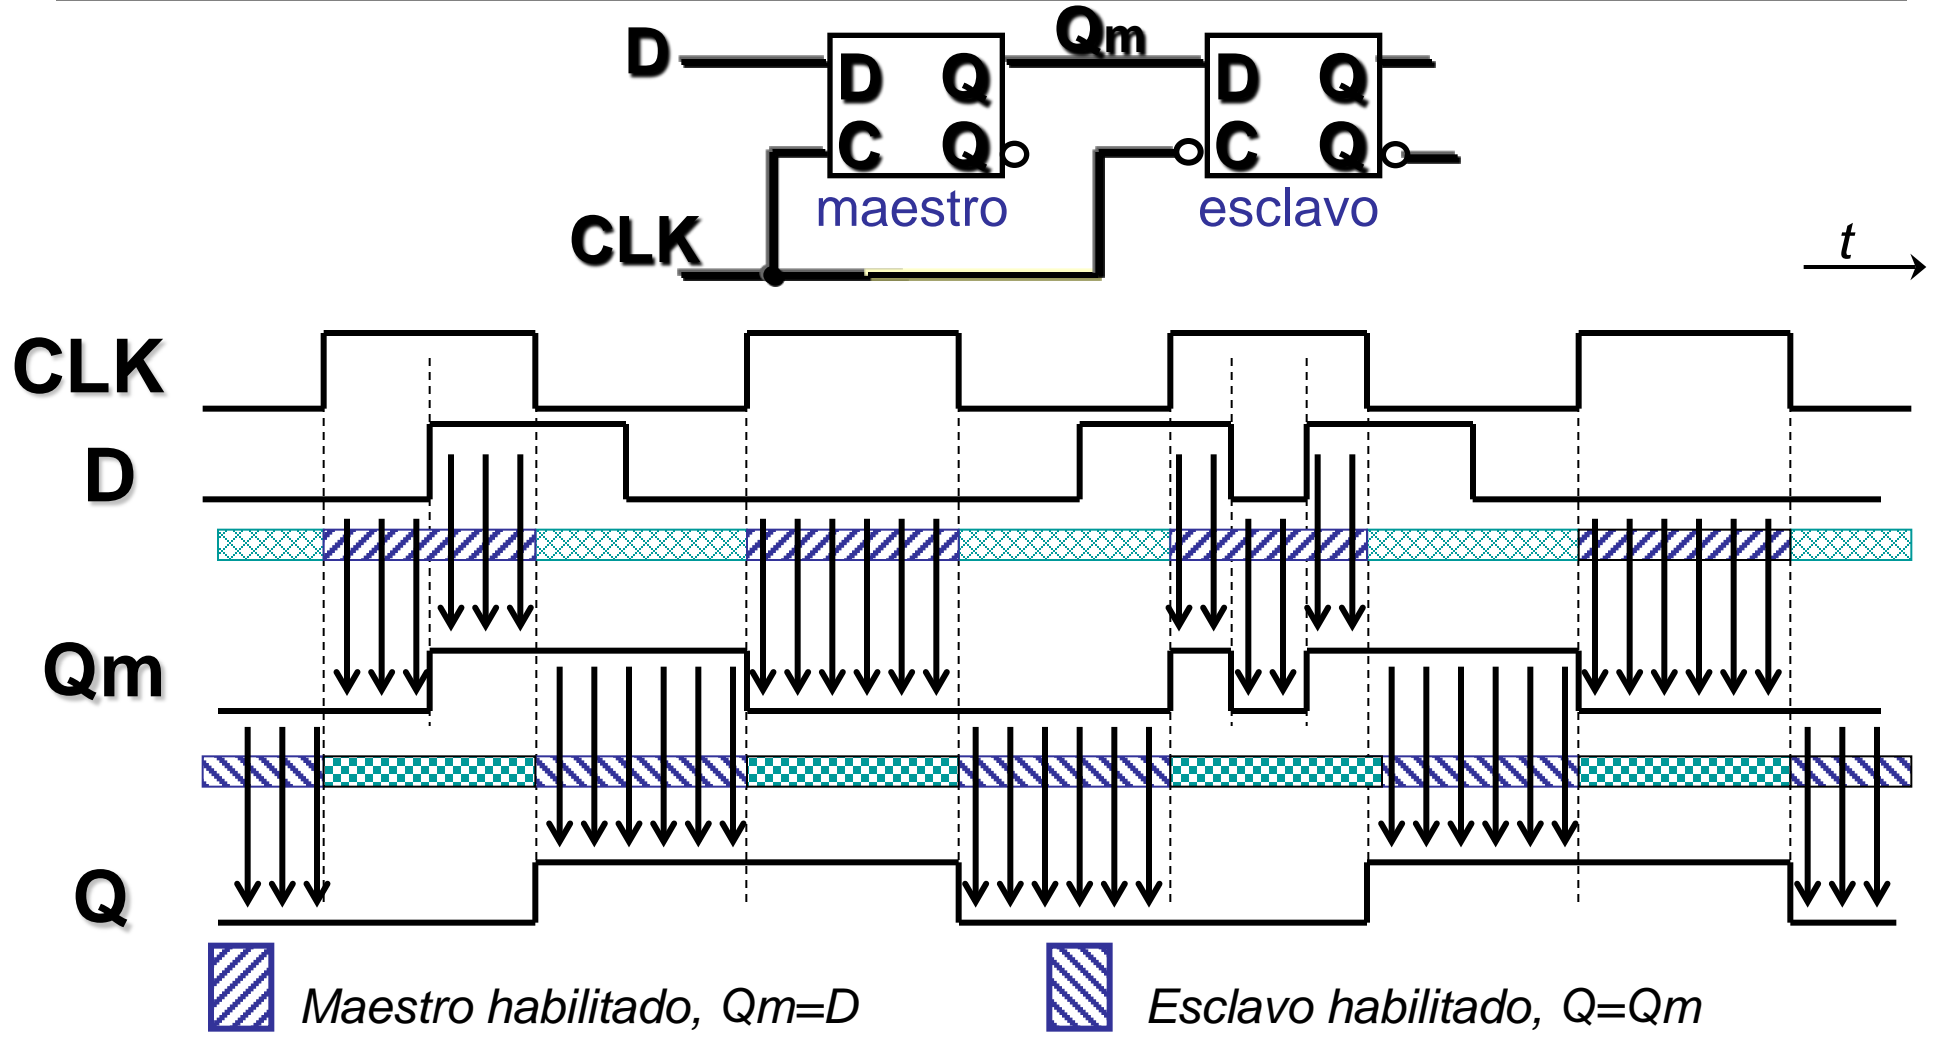 D
Qm
D Q
C Q
D Q
C Q
maestro
esclavo
CLK
t
CLK
D
Qm
Q
Maestro habilitado, Qm=D
Esclavo habilitado, Q=Qm